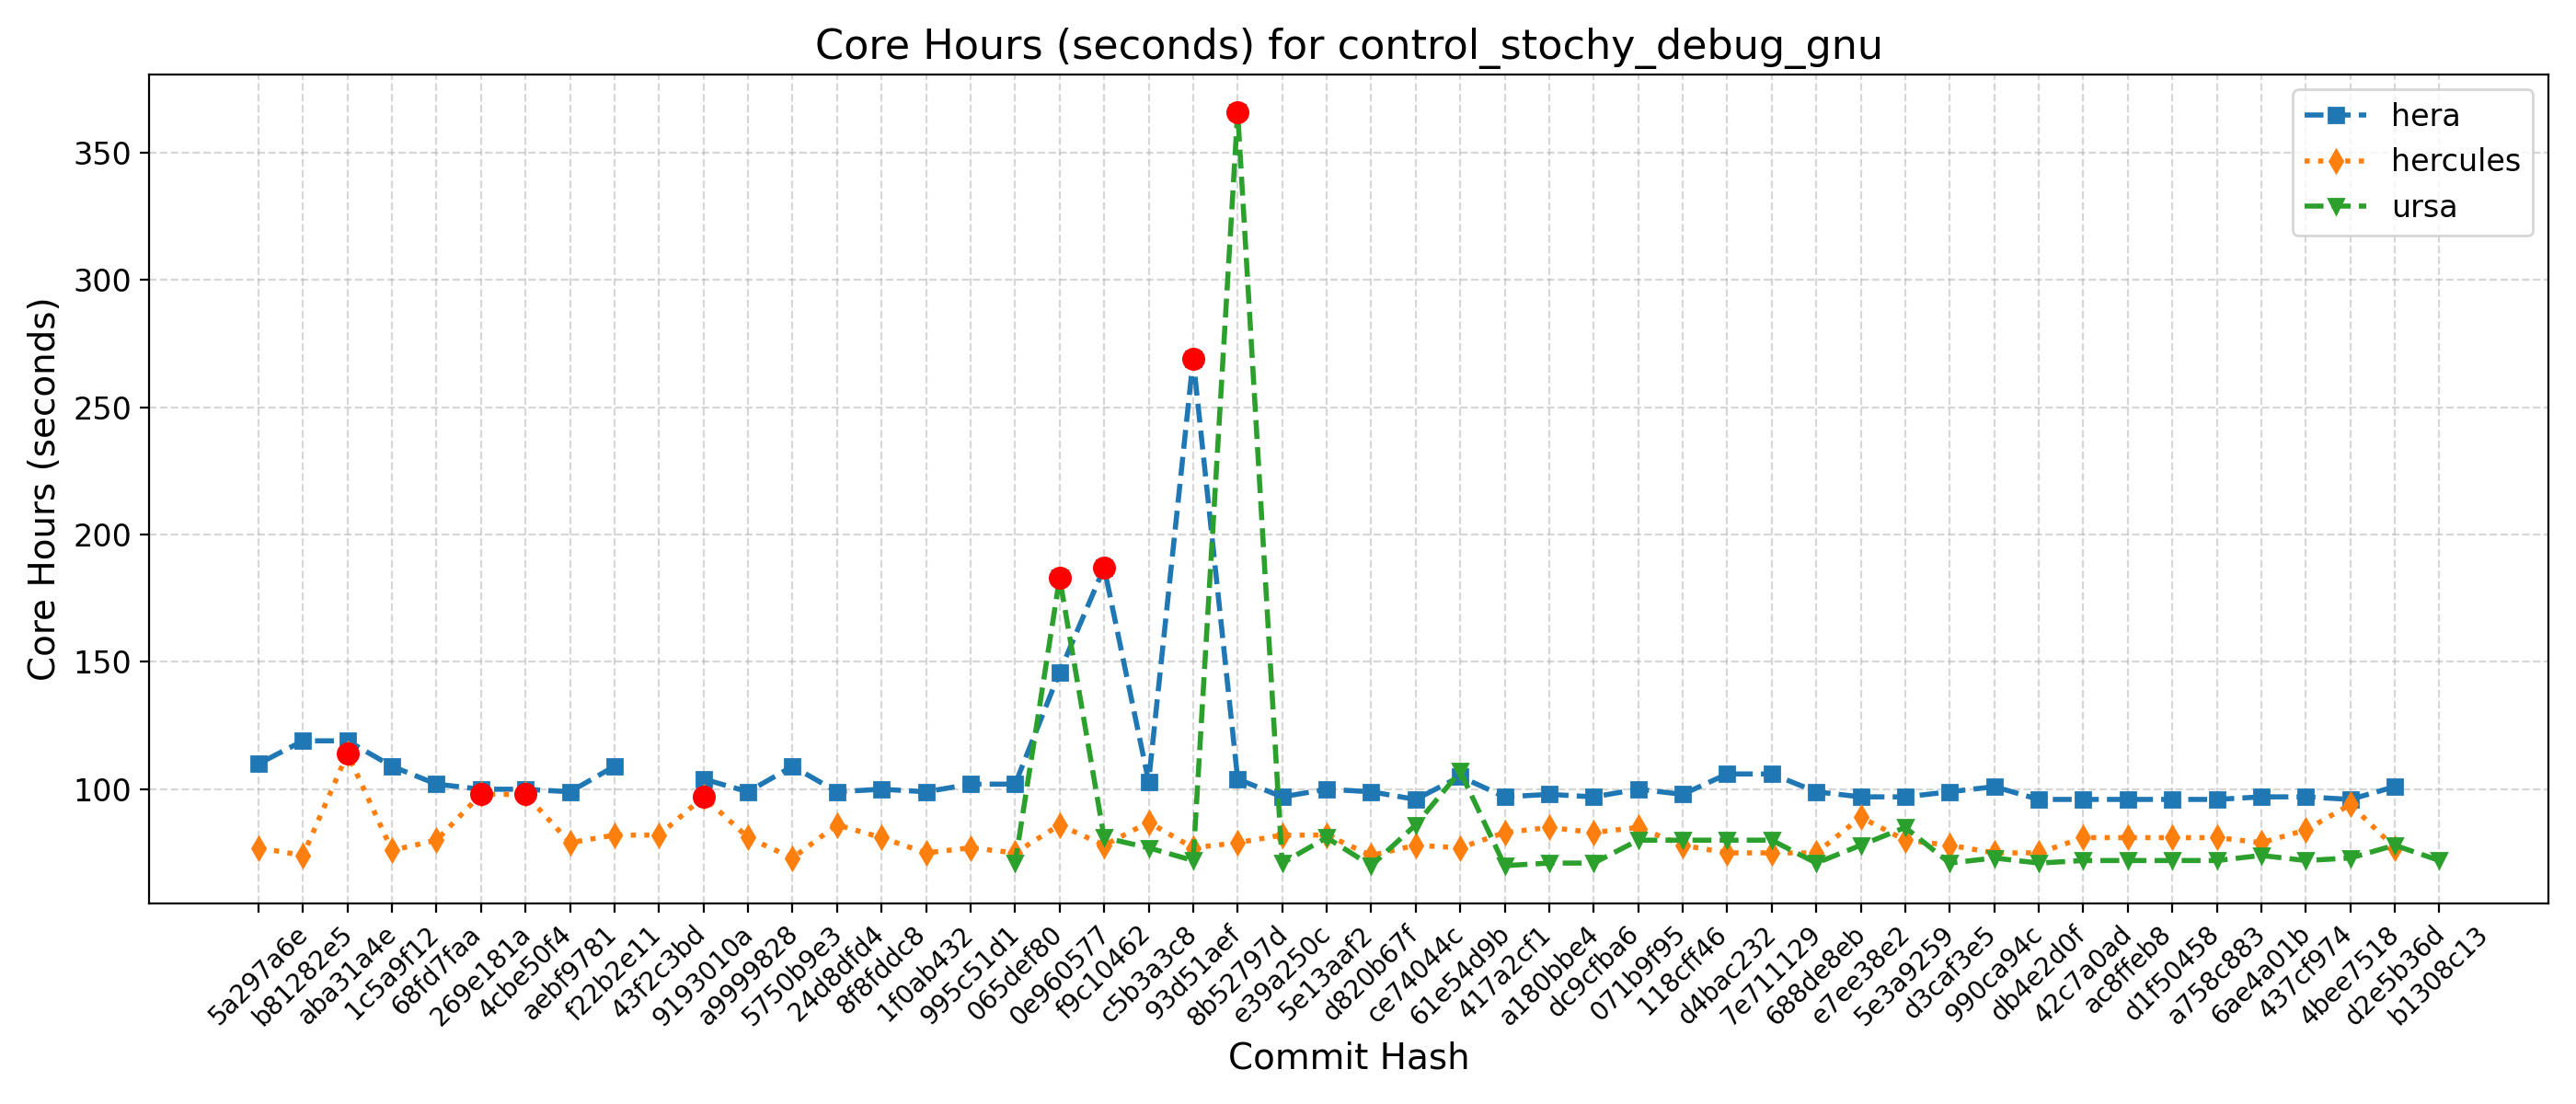 Core Hours (seconds) for control_stochy_debug_gnu
hera
hercules
ursa
Core Hours (seconds)
350
300
250
200
150
100
5a297a6e
b81282e5
aba31a4e
1c5a9f12
68fd7faa
269e181a
4cbe50f4
aebf9781
f22b2e11
43f2c3bd
9193010a
a9999828
5750b9e3
24d8dfd4
8f8fddc8
1f0ab432
995c51d1
065def80
0e960577
f9c10462
c5b3a3c8
93d51aef
8b52797d
e39a250c
5e13aaf2
d820b67f
ce74044c
61e54d9b
417a2cf1
a180bbe4
dc9cfba6
071b9f95
118cff46
d4bac232
7e711129
688de8eb
e7ee38e2
5e3a9259
d3caf3e5
990ca94c
db4e2d0f
42c7a0ad
ac8ffeb8
d1f50458
a758c883
6ae4a01b
437cf974
4bee7518
d2e5b36d
b1308c13
Commit Hash